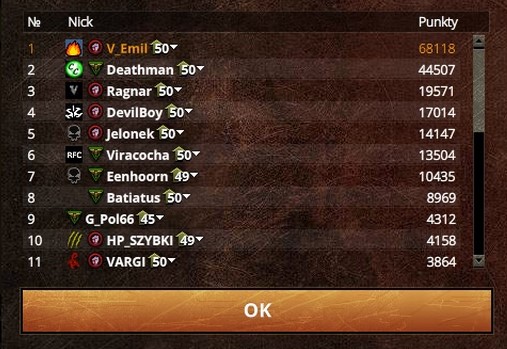 № Nick Punkty
1 V_Emil 50 68118
2 Deathman 50 44507
3 V Ragnar 50 19571
4 DevilBoy 50 17014
5 Jelonek 50 14147
6 RFC Viracocha 50 13504
7 Eenhoorn 49 10435
8 Batiatus 50 8969
9 G_Pol66 45 4312
10 HP_SZYBKI 49 4158
11 VARGI 50 3864
OK